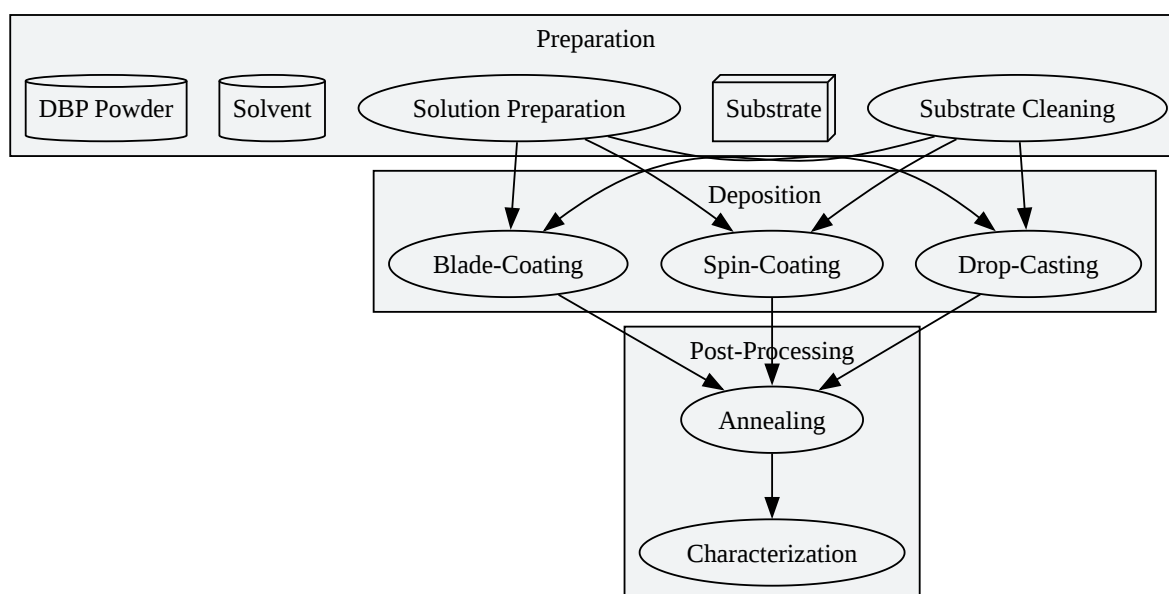 Preparation
DBP Powder
Solvent
Solution Preparation
Substrate
Substrate Cleaning
Deposition
Blade-Coating
Spin-Coating
Drop-Casting
Post-Processing
Annealing
Characterization